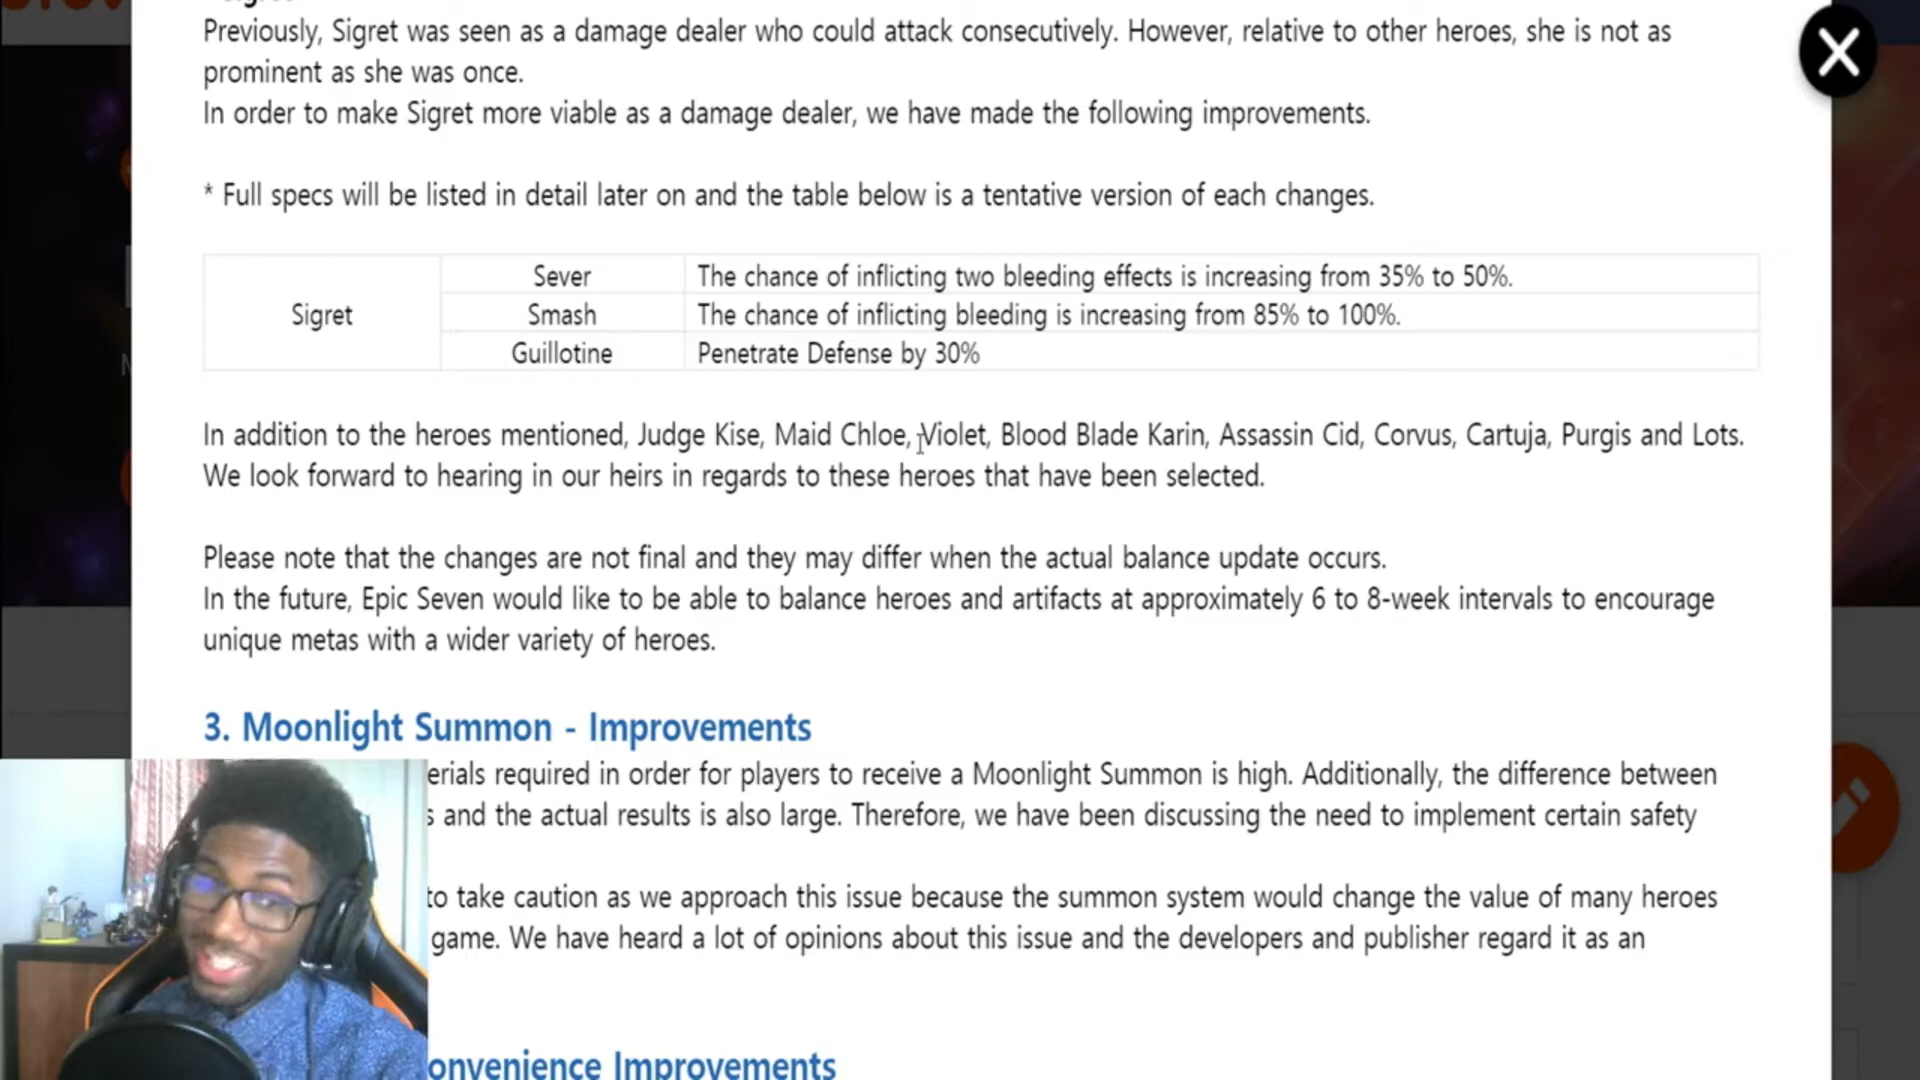 Previously, Sigret was seen as a damage dealer who could attack consecutively. However, relative to other heroes, she is not as
prominent as she was once.
In order to make Sigret more viable as a damage dealer, we have made the following improvements.
* Full specs will be listed in detail later on and the table below is a tentative version of each changes.
Sigret
Sever The chance of inflicting two bleeding effects is increasing from 35% to 50%.
Smash The chance of inflicting bleeding is increasing from 85% to 100%.
Guillotine Penetrate Defense by 30%
In addition to the heroes mentioned, Judge Kise, Maid Chloe, Violet, Blood Blade Karin, Assassin Cid, Corvus, Cartuja, Purgis and Lots.
We look forward to hearing in our heirs in regards to these heroes that have been selected.
Please note that the changes are not final and they may differ when the actual balance update occurs.
In the future, Epic Seven would like to be able to balance heroes and artifacts at approximately 6 to 8-week intervals to encourage
unique metas with a wider variety of heroes.
3. Moonlight Summon - Improvements
required in order for players to receive a Moonlight Summon is high. Additionally, the difference between
and the actual results is also large. Therefore, we have been discussing the need to implement certain safety
to take caution as we approach this issue because the summon system would change the value of many heroes
game. We have heard a lot of opinions about this issue and the developers and publisher regard it as an
Improvements